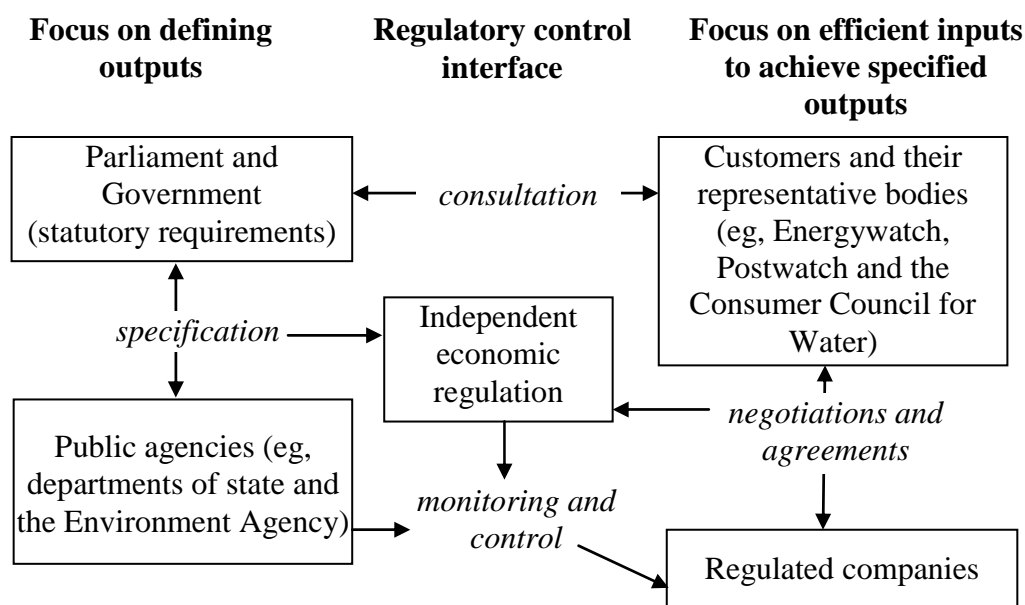 Focus on defining
outputs
Regulatory control
interface
Focus on efficient inputs
to achieve specified
outputs
Parliament and
Government
(statutory requirements)
consultation
Customers and their
representative bodies
(eg, Energywatch,
Postwatch and the
Consumer Council for
Water)
specification
Independent
economic
regulation
negotiations and
agreements
Public agencies (eg,
departments of state and
the Environment Agency)
monitoring and
control
Regulated companies